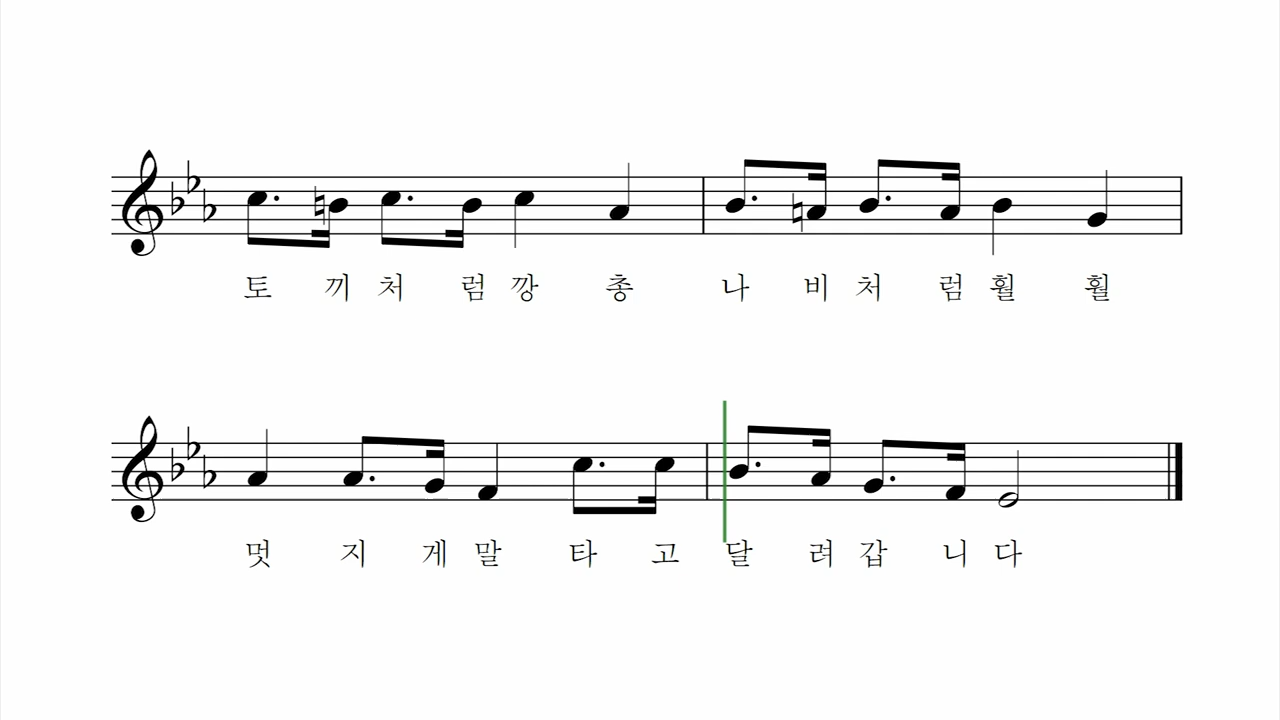 토 끼 처 럼 깡 총 나 비 처 럼 훨 훨
멋 지 게 말 타 고 달 려 갑 니 다